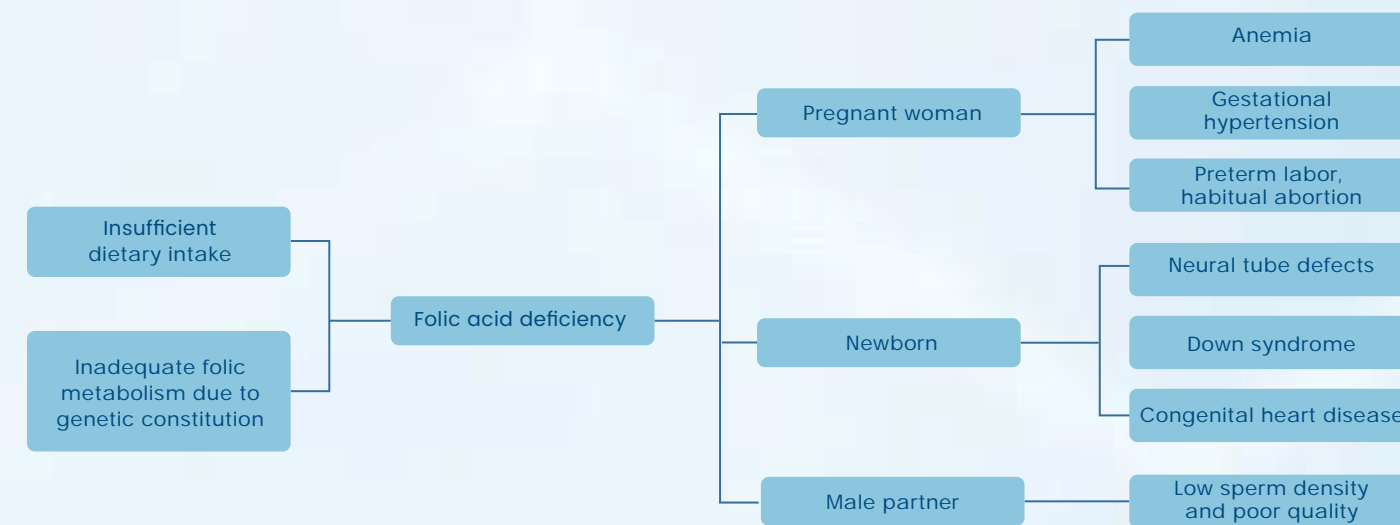 Insufficient
dietary intake
Inadequate folic
metabolism due to
genetic constitution
Folic acid deficiency
Pregnant woman
Newborn
Male partner
Anemia
Gestational
hypertension
Preterm labor,
habitual abortion
Neural tube defects
Down syndrome
Congenital heart disease
Low sperm density
and poor quality